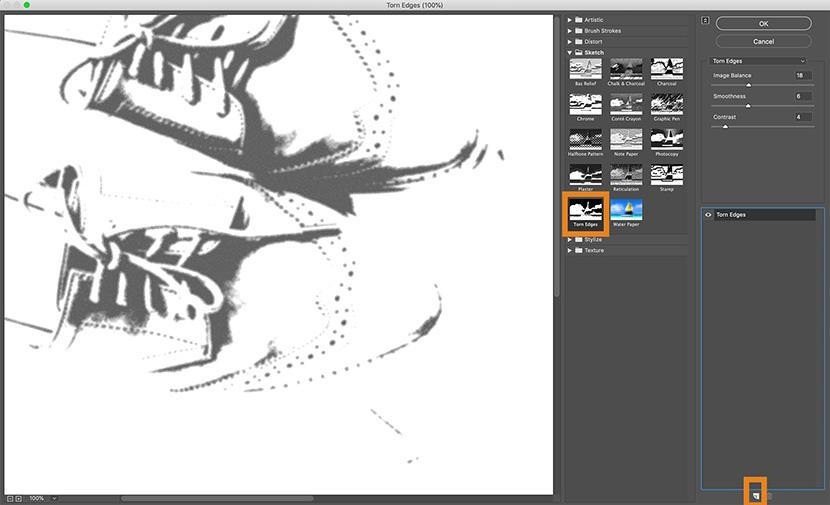 Torn Edges (100%)
Artistic
Brush Strokes
Distort
Sketch
Bas Relief
Chalk & Charcoal
Charcoal
Chrome
Conté Crayon
Graphic Pen
Halftone Pattern
Note Paper
Photocopy
Plaster
Reticulation
Stamp
Torn Edges
Water Paper
Stylize
Texture
OK
Cancel
Torn Edges
Image Balance 18
Smoothness 6
Contrast 4
Torn Edges
100%